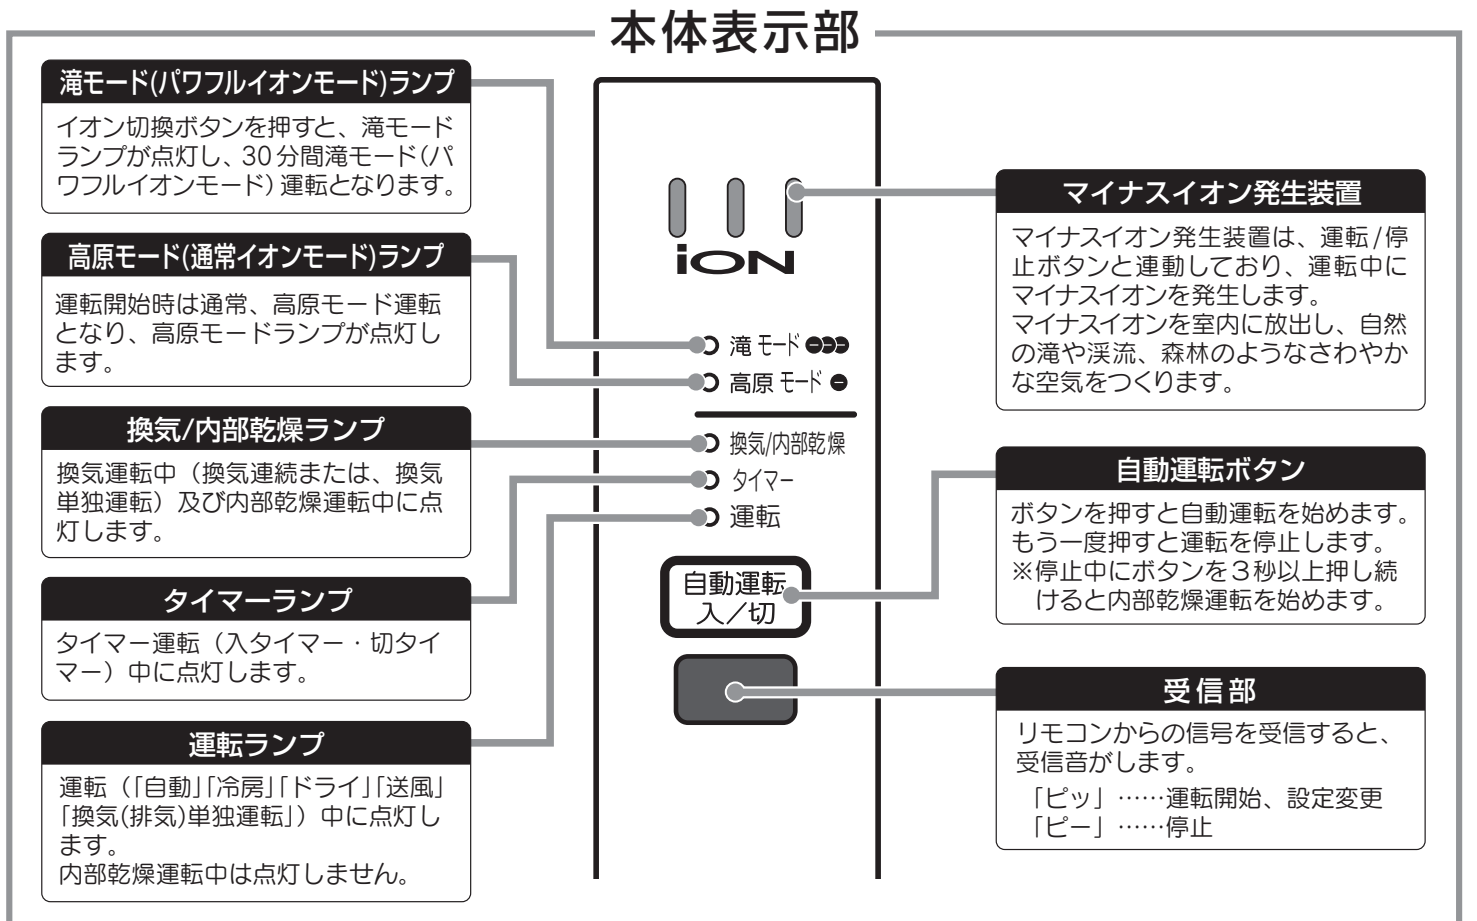 本体表示部
滝モード(パワフルイオンモード)ランプ
イオン切換ボタンを押すと、滝モード
ランプが点灯し、30分間滝モード(パ
ワフルイオンモード)運転となります。
高原モード(通常イオンモード)ランプ
運転開始時は通常、高原モード運転
となり、高原モードランプが点灯し
ます。
換気/内部乾燥ランプ
換気運転中（換気連続または、換気
単独運転）及び内部乾燥運転中に点
灯します。
タイマーランプ
タイマー運転（入タイマー・切タイ
マー）中に点灯します。
運転ランプ
運転（「自動」「冷房」「ドライ」「送風」
「換気(排気)単独運転」）中に点灯し
ます。
内部乾燥運転中は点灯しません。
iON
滝モード
高原モード
換気/内部乾燥
タイマー
運転
自動運転
入／切
マイナスイオン発生装置
マイナスイオン発生装置は、運転/停
止ボタンと連動しており、運転中に
マイナスイオンを発生します。
マイナスイオンを室内に放出し、自然
の滝や渓流、森林のようなさわやか
な空気をつくります。
自動運転ボタン
ボタンを押すと自動運転を始めます。
もう一度押すと運転を停止します。
※停止中にボタンを３秒以上押し続
けると内部乾燥運転を始めます。
受信部
リモコンからの信号を受信すると、
受信音がします。
「ピッ」……運転開始、設定変更
「ピー」……停止